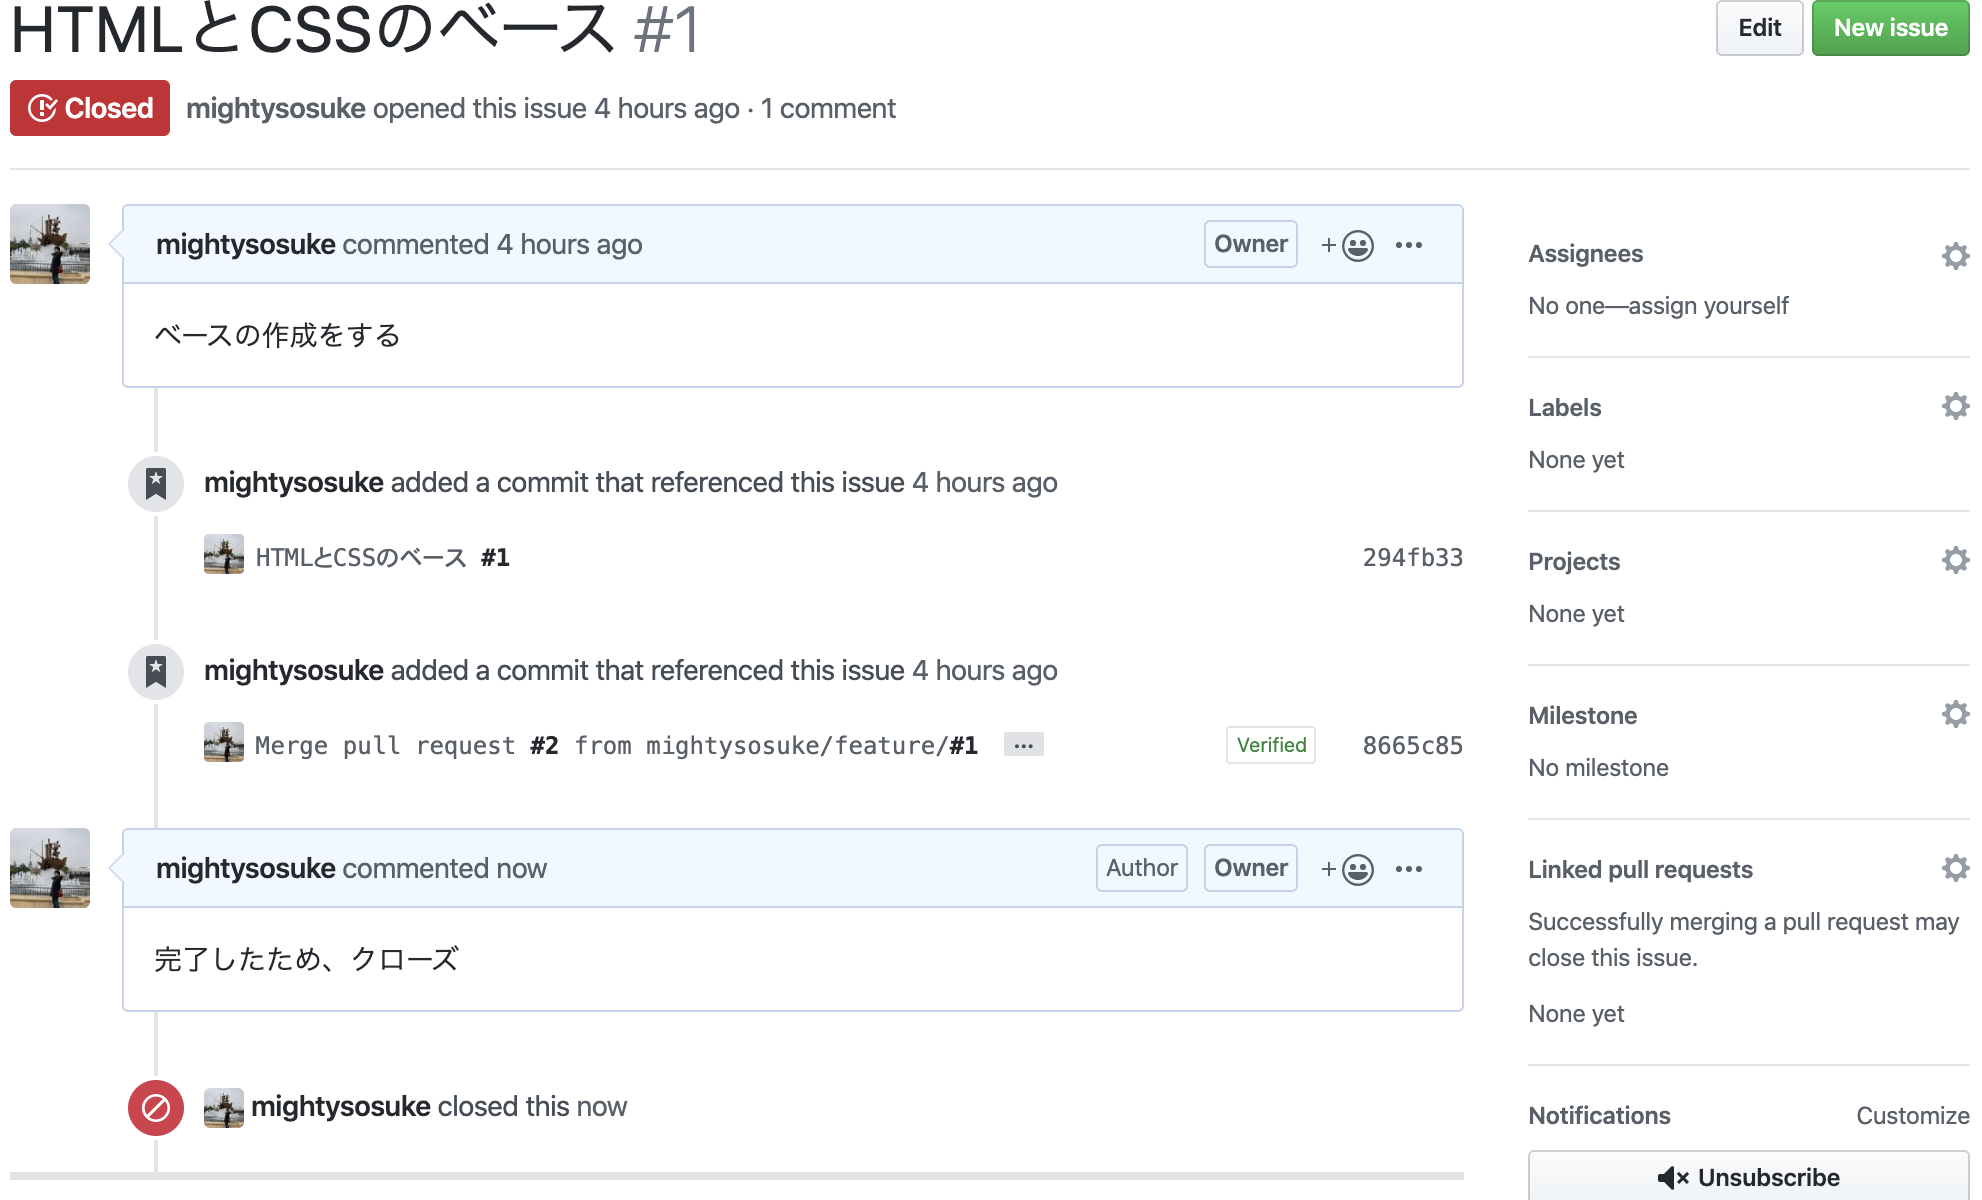 HTMLとCSSのベース #1
Edit
New issue
Closed
mightysosuke opened this issue 4 hours ago · 1 comment
mightysosuke commented 4 hours ago
Owner
ベースの作成をする
mightysosuke added a commit that referenced this issue 4 hours ago
HTMLとCSSのベース #1
294fb33
mightysosuke added a commit that referenced this issue 4 hours ago
Merge pull request #2 from mightysosuke/feature/#1
Verified
8665c85
mightysosuke commented now
Author
Owner
完了したため、クローズ
mightysosuke closed this now
Assignees
No one—assign yourself
Labels
None yet
Projects
None yet
Milestone
No milestone
Linked pull requests
Successfully merging a pull request may
close this issue.
None yet
Notifications
Customize
Unsubscribe